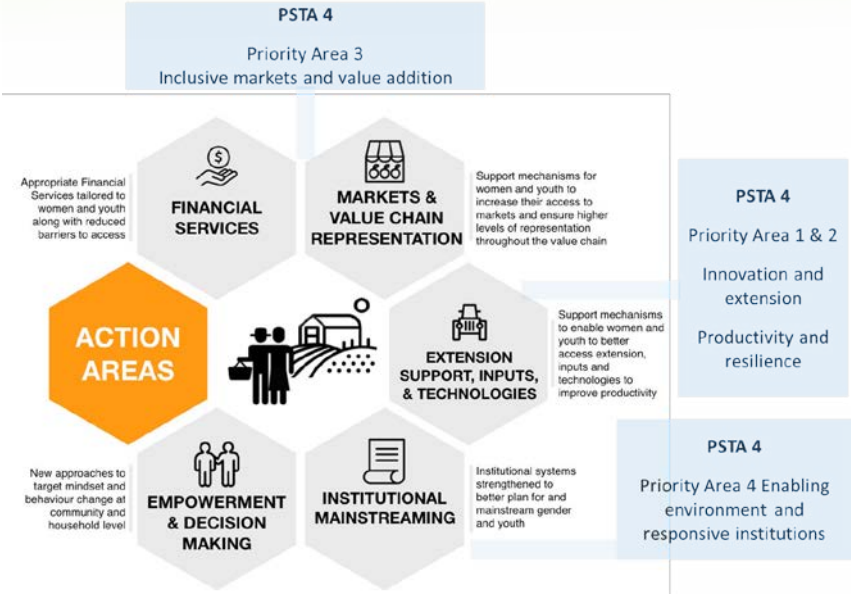 PSTA 4
Priority Area 3
Inclusive markets and value addition
Appropriate Financial
Services tailored to
women and youth
along with reduced
barriers to access
FINANCIAL
SERVICES
MARKETS &
VALUE CHAIN
REPRESENTATION
Support mechanisms for
women and youth to
increase their access to
markets and ensure higher
levels of representation
throughout the value chain
PSTA 4
Priority Area 1 & 2
Innovation and
extension
Productivity and
resilience
ACTION
AREAS
EXTENSION
SUPPORT, INPUTS,
& TECHNOLOGIES
Support mechanisms
to enable women and
youth to better
access extension,
inputs and
technologies to
improve productivity
New approaches to
target mindset and
behaviour change at
community and
household level
EMPOWERMENT
& DECISION
MAKING
INSTITUTIONAL
MAINSTREAMING
Institutional systems
strengthened to
better plan for and
mainstream gender
and youth
PSTA 4
Priority Area 4 Enabling
environment and
responsive institutions